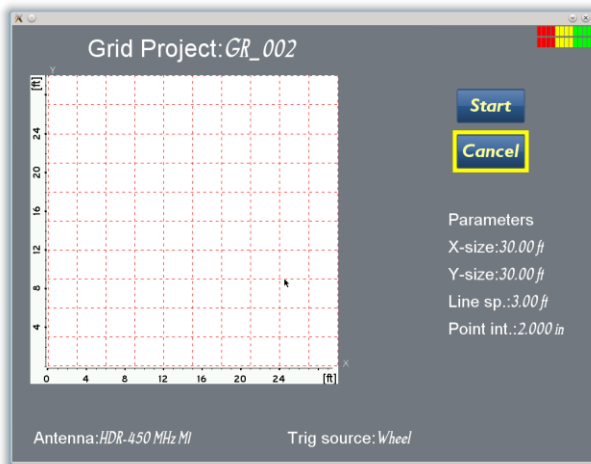 Grid Project:GR_002
Y
[ft]
24
20
16
12
8
4
0 4 8 12 16 20 24 [ft]
X
Start
Cancel
Parameters
X-size:30.00 ft
Y-size:30.00 ft
Line sp.:3.00 ft
Point int.:2.000 in
Antenna:HDR-450 MHz MI
Trig source:Wheel